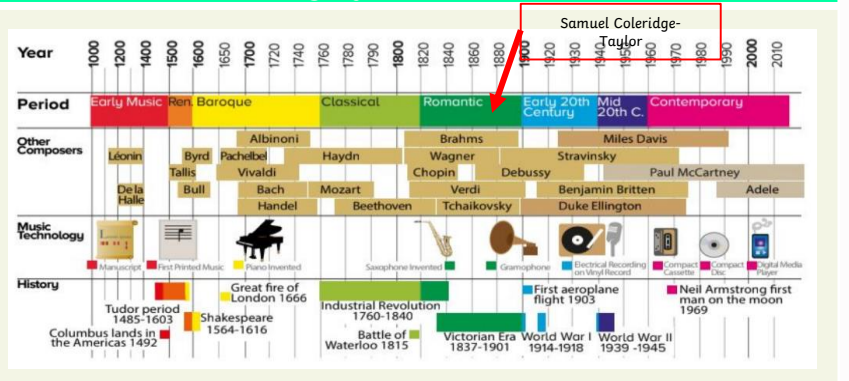 Samuel Coleridge-
Taylor
Year
1000
1200
1400
1500
1600
1650
1700
1740
1760
1780
1790
1800
1820
1840
1860
1880
1900
1920
1930
1940
1950
1960
1970
1980
1990
2000
2010
Period
Early Music
Ren.
Baroque
Classical
Romantic
Early 20th
Century
Mid
20th C.
Contemporary
Other
Composers
Albinoni
Brahms
Miles Davis
Léonin
Byrd
Pachelbel
Haydn
Wagner
Stravinsky
Tallis
Vivaldi
Chopin
Debussy
Paul McCartney
De la
Halle
Bull
Bach
Mozart
Verdi
Benjamin Britten
Adele
Handel
Beethoven
Tchaikovsky
Duke Ellington
Music
Technology
Manuscript
First Printed Music
Piano Invented
Saxophone Invented
Gramophone
Electrical Recording
on Vinyl Record
Compact
Cassette
Compact
Disc
Digital Media
Player
History
Tudor period
1485-1603
Columbus lands in
the Americas 1492
Shakespeare
1564-1616
Great fire of
London 1666
Industrial Revolution
1760-1840
Battle of
Waterloo 1815
Victorian Era
1837-1901
First aeroplane
flight 1903
World War I
1914-1918
World War II
1939 -1945
Neil Armstrong first
man on the moon
1969